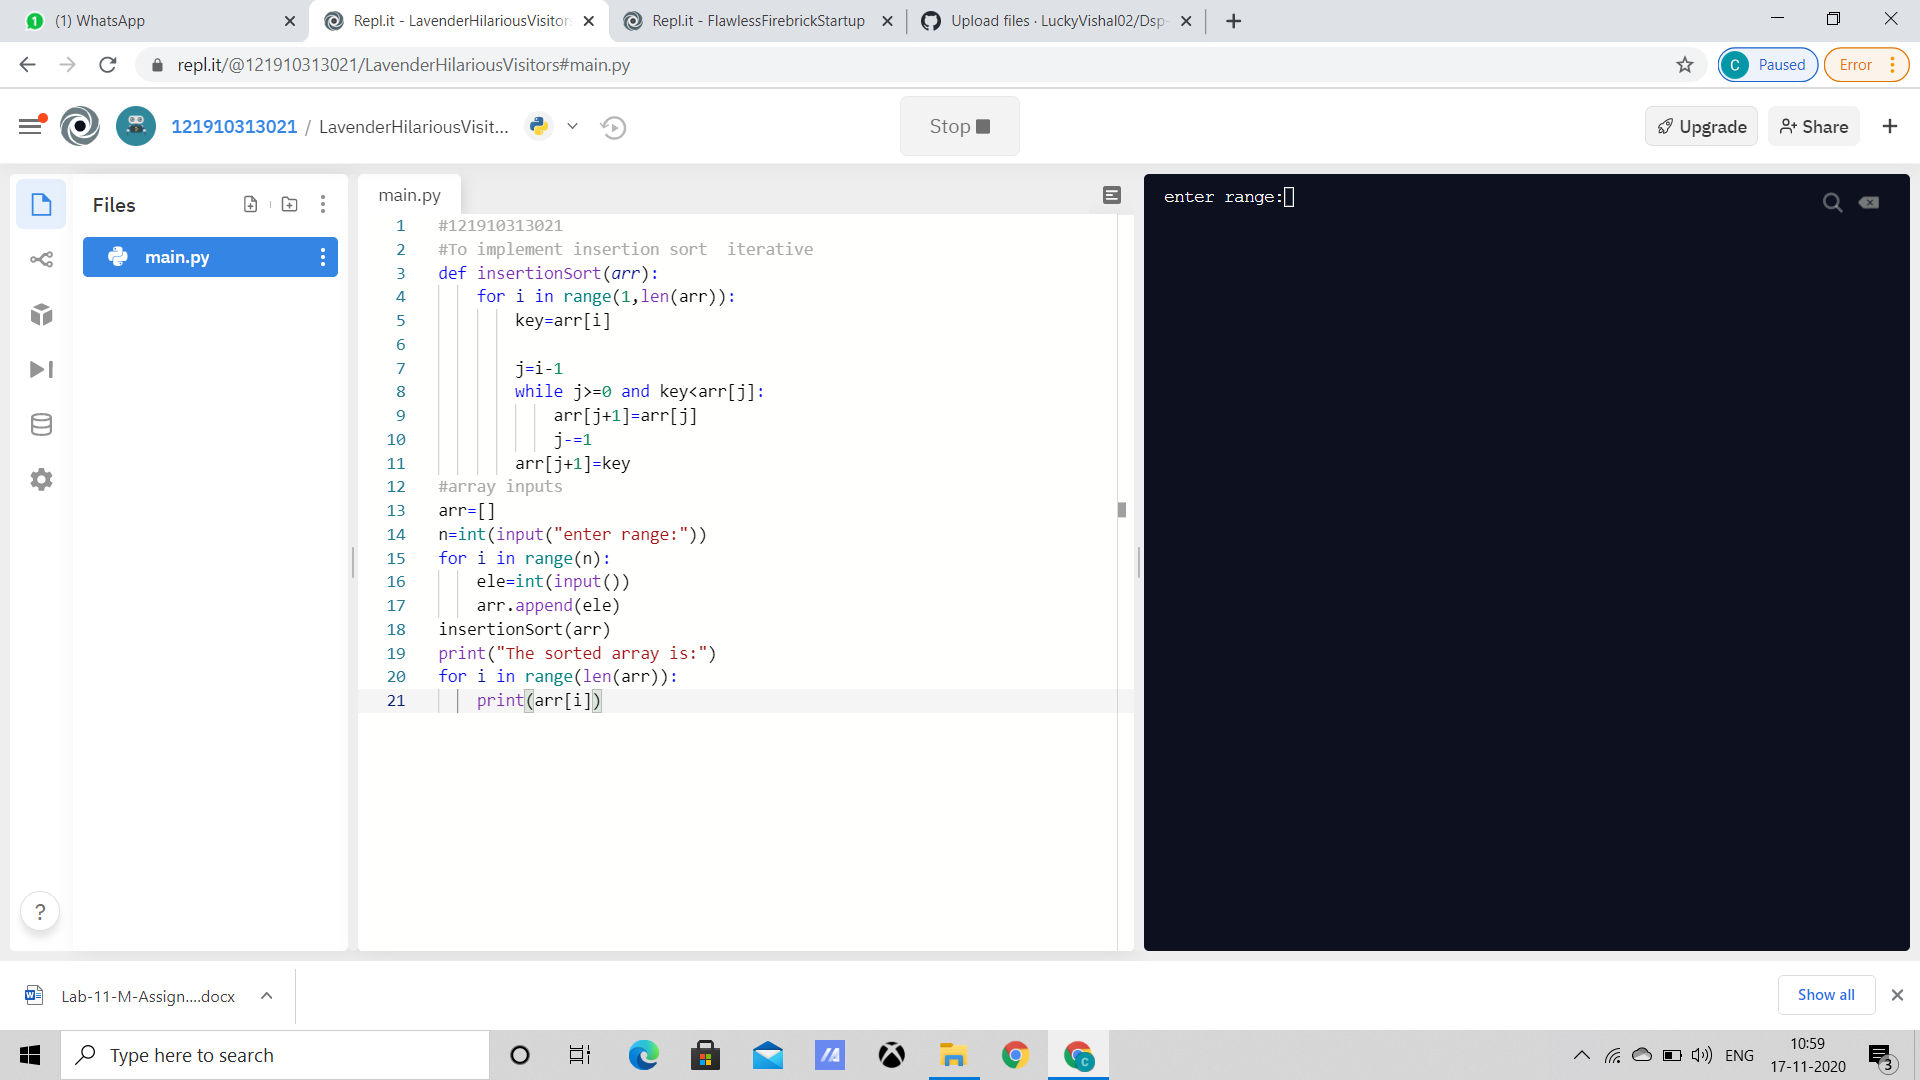 (1) WhatsApp
Repl.it - LavenderHilariousVisitor
Repl.it - FlawlessFirebrickStartup
Upload files · LuckyVishal02/Dsp-
repl.it/@121910313021/LavenderHilariousVisitors#main.py
C Paused
Error
121910313021 / LavenderHilariousVisit...
Stop
Upgrade
Share
Files
main.py
main.py
1 #121910313021
2 #To implement insertion sort  iterative
3 def insertionSort(arr):
4 for i in range(1,len(arr)):
5 key=arr[i]
6
7 j=i-1
8 while j>=0 and key<arr[j]:
9 arr[j+1]=arr[j]
10 j-=1
11 arr[j+1]=key
12 #array inputs
13 arr=[]
14 n=int(input("enter range:"))
15 for i in range(n):
16 ele=int(input())
17 arr.append(ele)
18 insertionSort(arr)
19 print("The sorted array is:")
20 for i in range(len(arr)):
21 print(arr[i])
enter range:
?
Lab-11-M-Assign....docx
Show all
Type here to search
C
ENG
10:59
17-11-2020
3